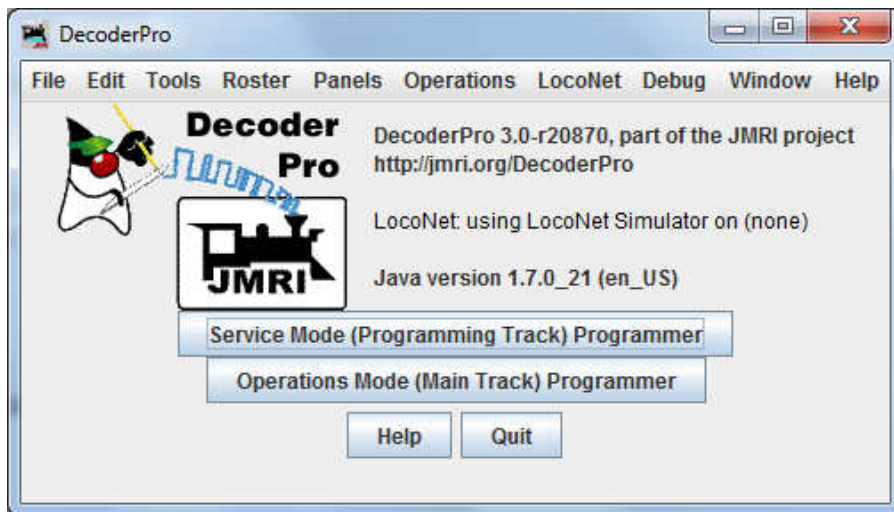 DecoderPro
File Edit Tools Roster Panels Operations LocoNet Debug Window Help
Decoder
Pro
JMRI
DecoderPro 3.0-r20870, part of the JMRI project
http://jmri.org/DecoderPro
LocoNet: using LocoNet Simulator on (none)
Java version 1.7.0_21 (en_US)
Service Mode (Programming Track) Programmer
Operations Mode (Main Track) Programmer
Help Quit